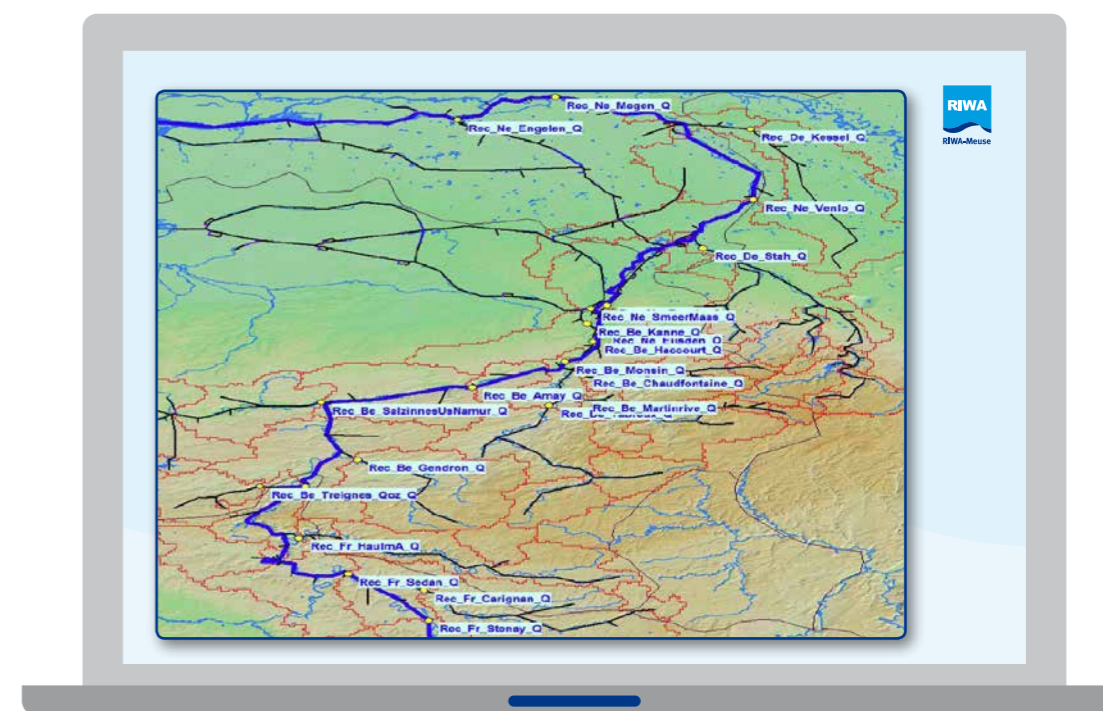 Rec_Ne_Megen_Q
RIWA
RIWA-Meuse
Rec_Ne_Engelen_Q
Rec_De_Kessel_Q
Rec_Ne_Venlo_Q
Rec_De_Stah_Q
Rec_Ne_SmeerMaas_Q
Rec_Be_Kanne_Q
Rec_Ne_Eijsden_Q
Rec_Be_Haccourt_Q
Rec_Be_Monsin_Q
Rec_Be_Chaudfontaine_Q
Rec_Be_Amay_Q
Rec_Be_Martinrive_Q
Rec_Be_SalzinnesUsNamur_Q
Rec_Be_Gendron_Q
Rec_Be_Treignes_Qoz_Q
Rec_Fr_HaulmA_Q
Rec_Fr_Sedan_Q
Rec_Fr_Carignan_Q
Rec_Fr_Stenay_Q